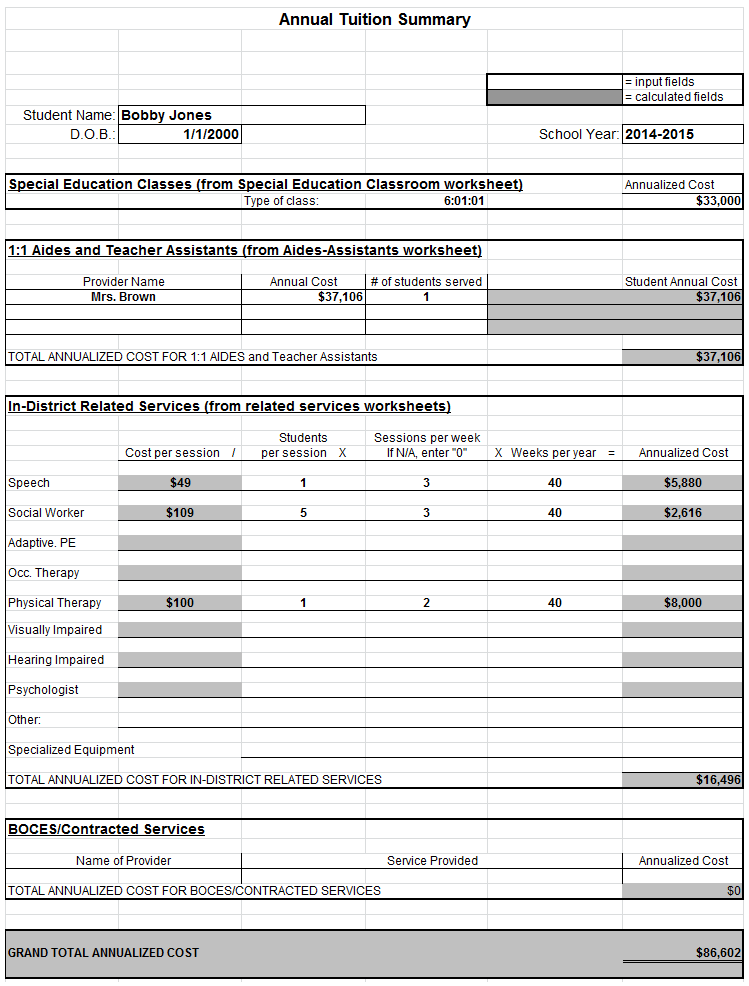 Annual Tuition Summary
= input fields
= calculated fields
Student Name: Bobby Jones
D.O.B.: 1/1/2000 School Year: 2014-2015
Special Education Classes (from Special Education Classroom worksheet) Annualized Cost
Type of class: 6:01:01 $33,000
1:1 Aides and Teacher Assistants (from Aides-Assistants worksheet)
Provider Name Annual Cost # of students served Student Annual Cost
Mrs. Brown $37,106 1 $37,106
TOTAL ANNUALIZED COST FOR 1:1 AIDES and Teacher Assistants $37,106
In-District Related Services (from related services worksheets)
Students Sessions per week
Cost per session / per session X If N/A, enter "0" X Weeks per year = Annualized Cost
Speech $49 1 3 40 $5,880
Social Worker $109 5 3 40 $2,616
Adaptive. PE
Occ. Therapy
Physical Therapy $100 1 2 40 $8,000
Visually Impaired
Hearing Impaired
Psychologist
Other:
Specialized Equipment
TOTAL ANNUALIZED COST FOR IN-DISTRICT RELATED SERVICES $16,496
BOCES/Contracted Services
Name of Provider Service Provided Annualized Cost
TOTAL ANNUALIZED COST FOR BOCES/CONTRACTED SERVICES $0
GRAND TOTAL ANNUALIZED COST $86,602